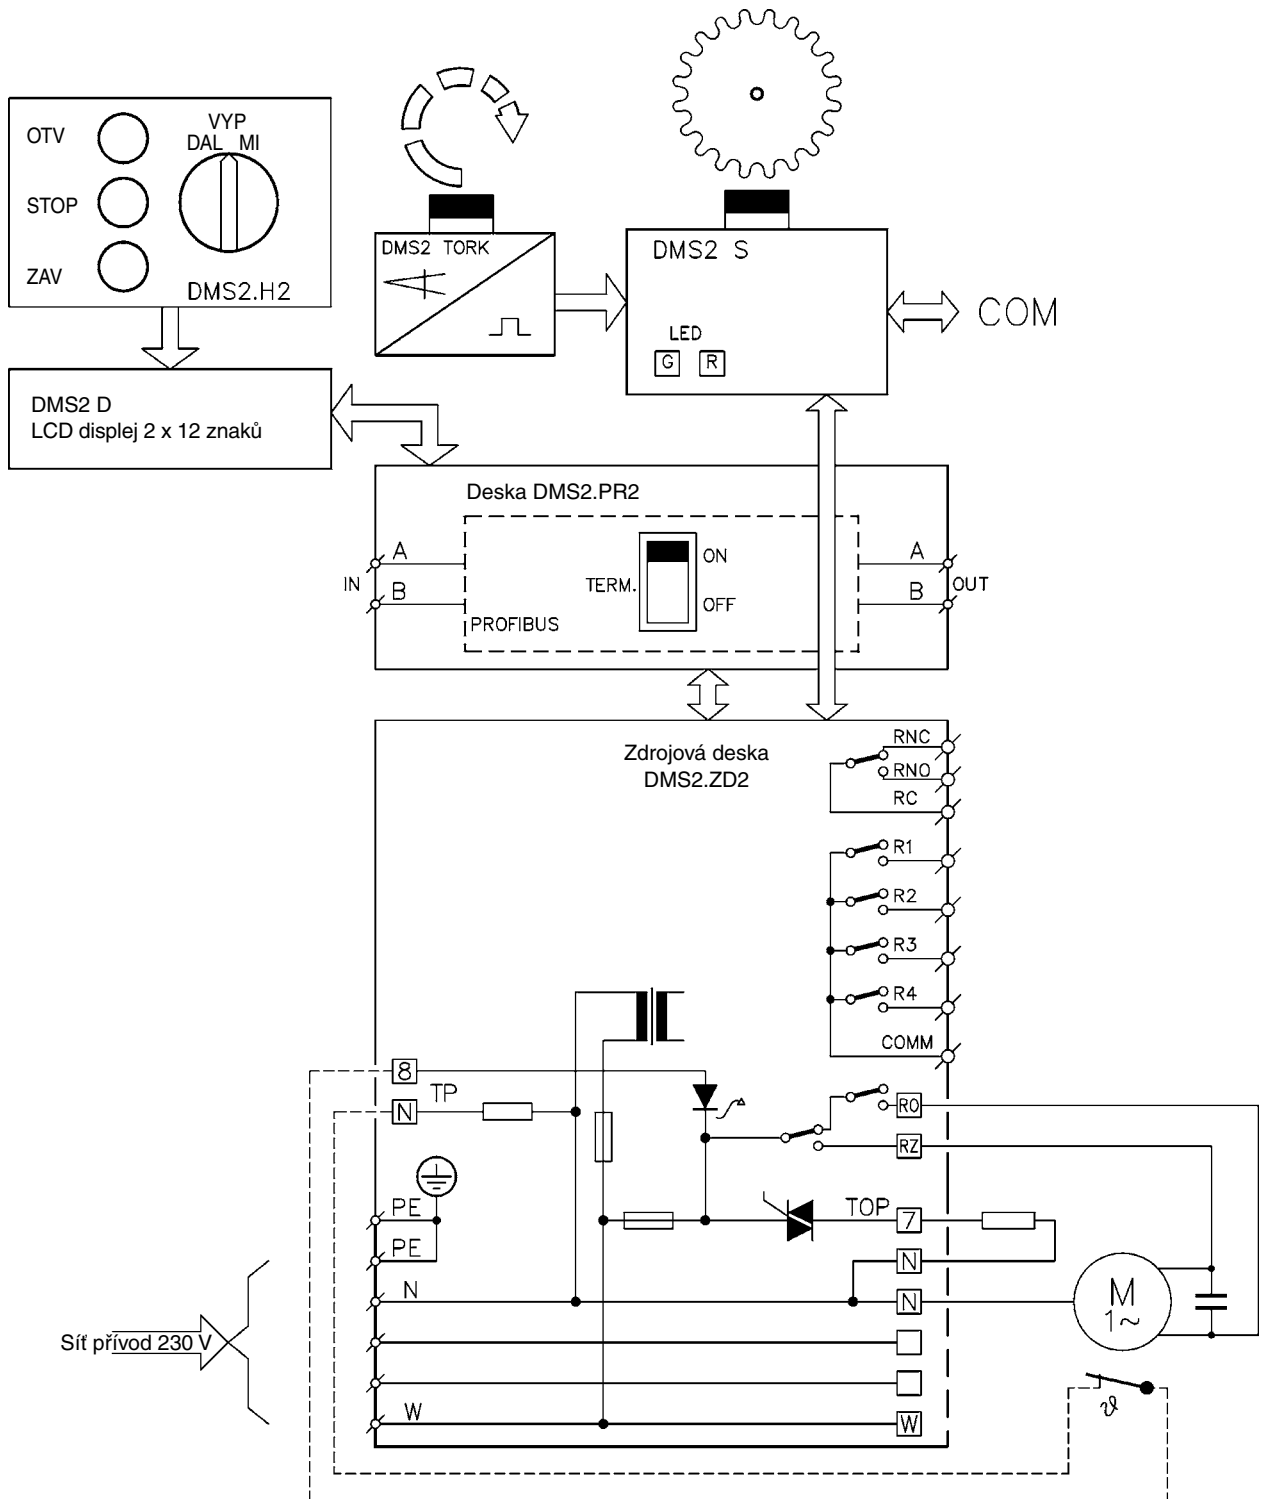 OTV
STOP
ZAV
VYP
DAL MI
DMS2.H2
DMS2 TORK
DMS2 S
LED
G R
COM
DMS2 D
LCD displej 2 x 12 znaků
Deska DMS2.PR2
IN
A
B
PROFIBUS
TERM.
ON
OFF
A
B
OUT
Zdrojová deska
DMS2.ZD2
RNC
RNO
RC
R1
R2
R3
R4
COMM
8
TP
N
RO
RZ
PE
PE
TOP
7
N
N
N
M
1~
Síť přívod 230 V
W
W
ϑ